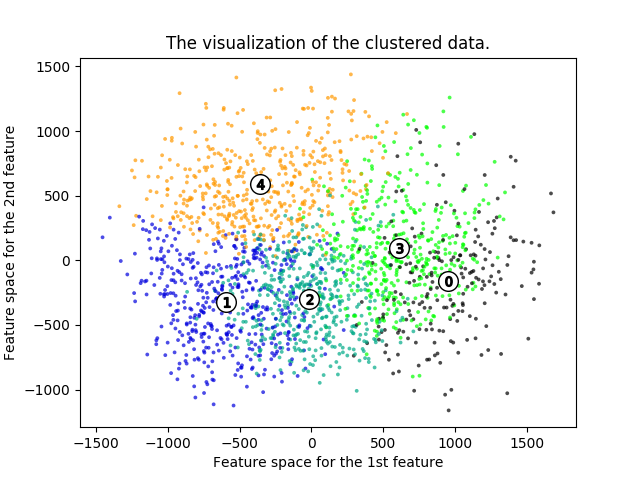 The visualization of the clustered data.
1500
1000
500
0
−500
−1000
Feature space for the 2nd feature
4
3
0
1
2
−1500 −1000 −500 0 500 1000 1500
Feature space for the 1st feature